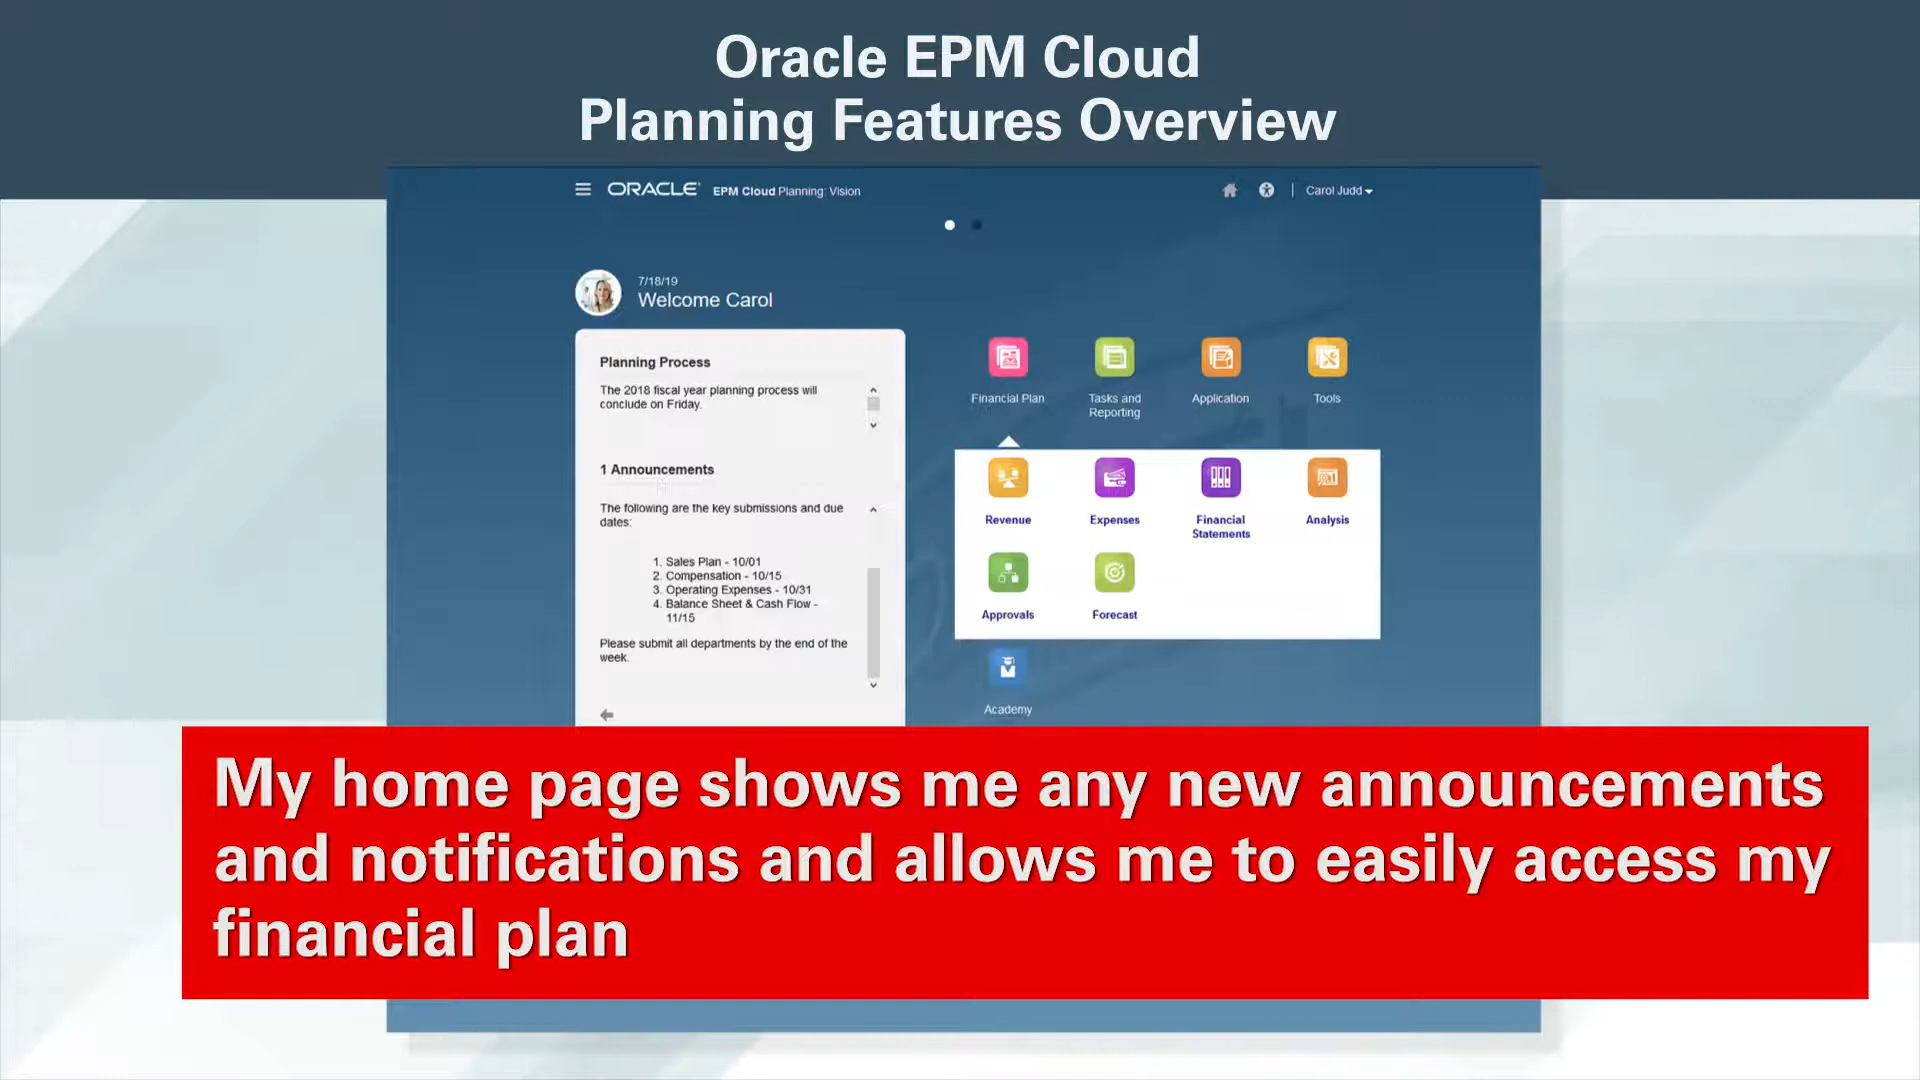 Oracle EPM Cloud
Planning Features Overview
ORACLE EPM Cloud Planning: Vision
Carol Judd
7/18/19
Welcome Carol
Planning Process
The 2018 fiscal year planning process will
conclude on Friday.
1 Announcements
The following are the key submissions and due
dates:
1. Sales Plan - 10/01
2. Compensation - 10/15
3. Operating Expenses - 10/31
4. Balance Sheet & Cash Flow -
11/15
Please submit all departments by the end of the
week.
Financial Plan
Tasks and
Reporting
Application
Tools
Revenue
Expenses
Financial
Statements
Analysis
Approvals
Forecast
Academy
My home page shows me any new announcements
and notifications and allows me to easily access my
financial plan